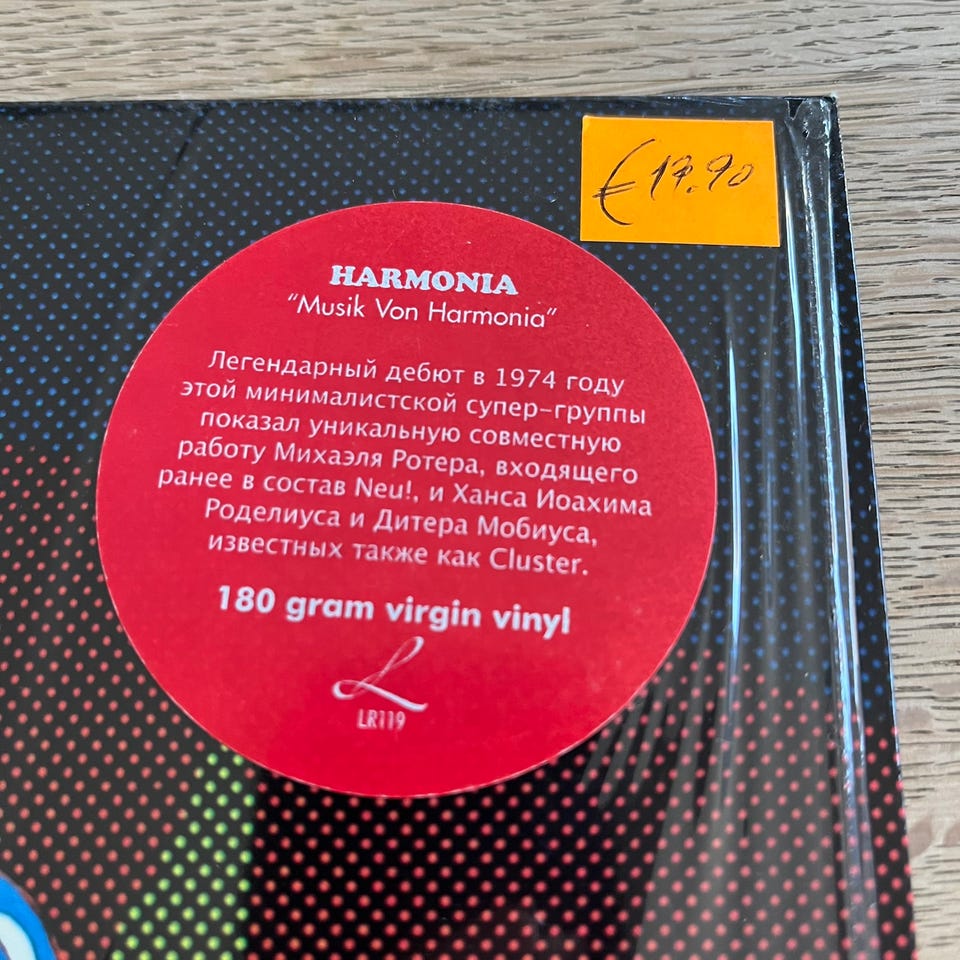 €17.90
HARMONIA
“Musik Von Harmonia”
Легендарный дебют в 1974 году
этой минималистской супер-группы
показал уникальную совместную
работу Михаэля Ротера, входящего
ранее в состав Neu!, и Ханса Иоахима
Роделиуса и Дитера Мобиуса,
известных также как Cluster.
180 gram virgin vinyl
L
LR119